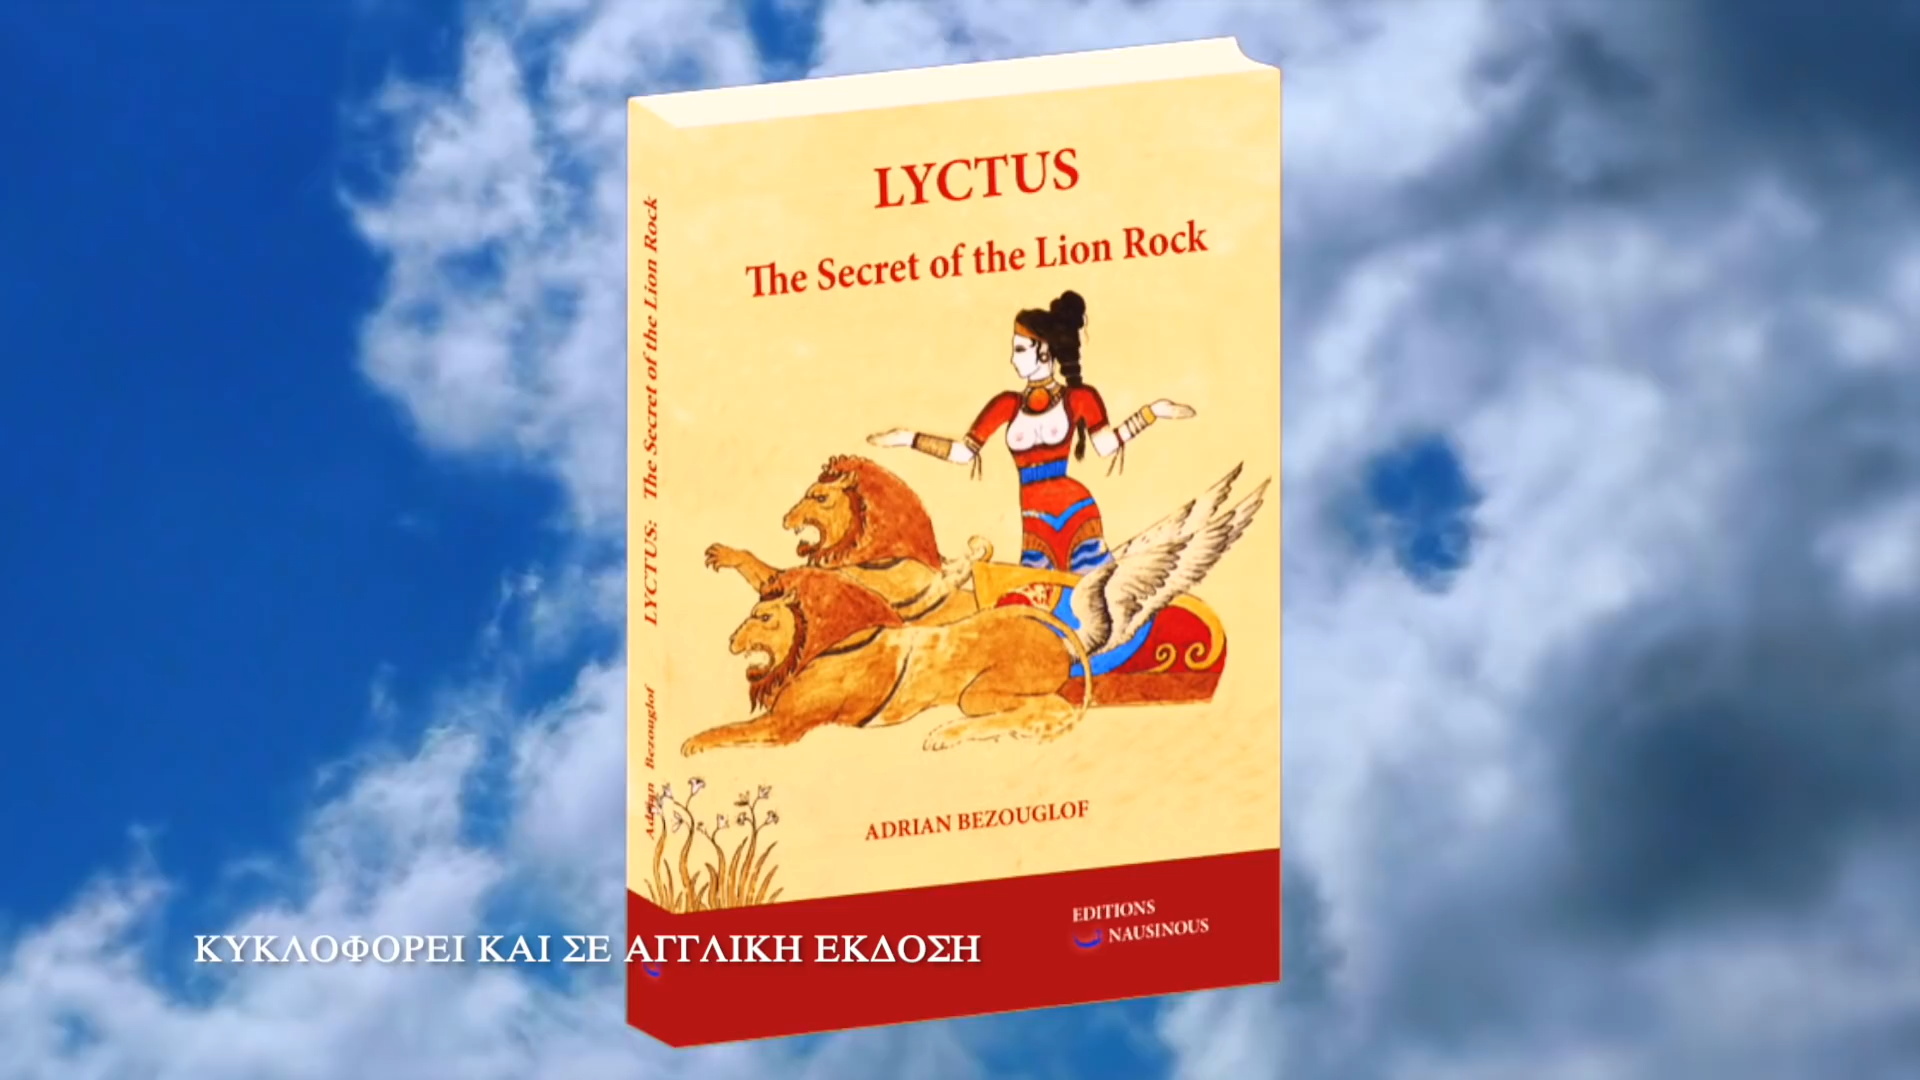 LYCTUS
The Secret of the Lion Rock
ADRIAN BEZOUGLOF
EDITIONS
NAUSINOUS
Adrian Bezouglof LYCTUS: The Secret of the Lion Rock
ΚΥΚΛΟΦΟΡΕΙ ΚΑΙ ΣΕ ΑΓΓΛΙΚΗ ΕΚΔΟΣΗ